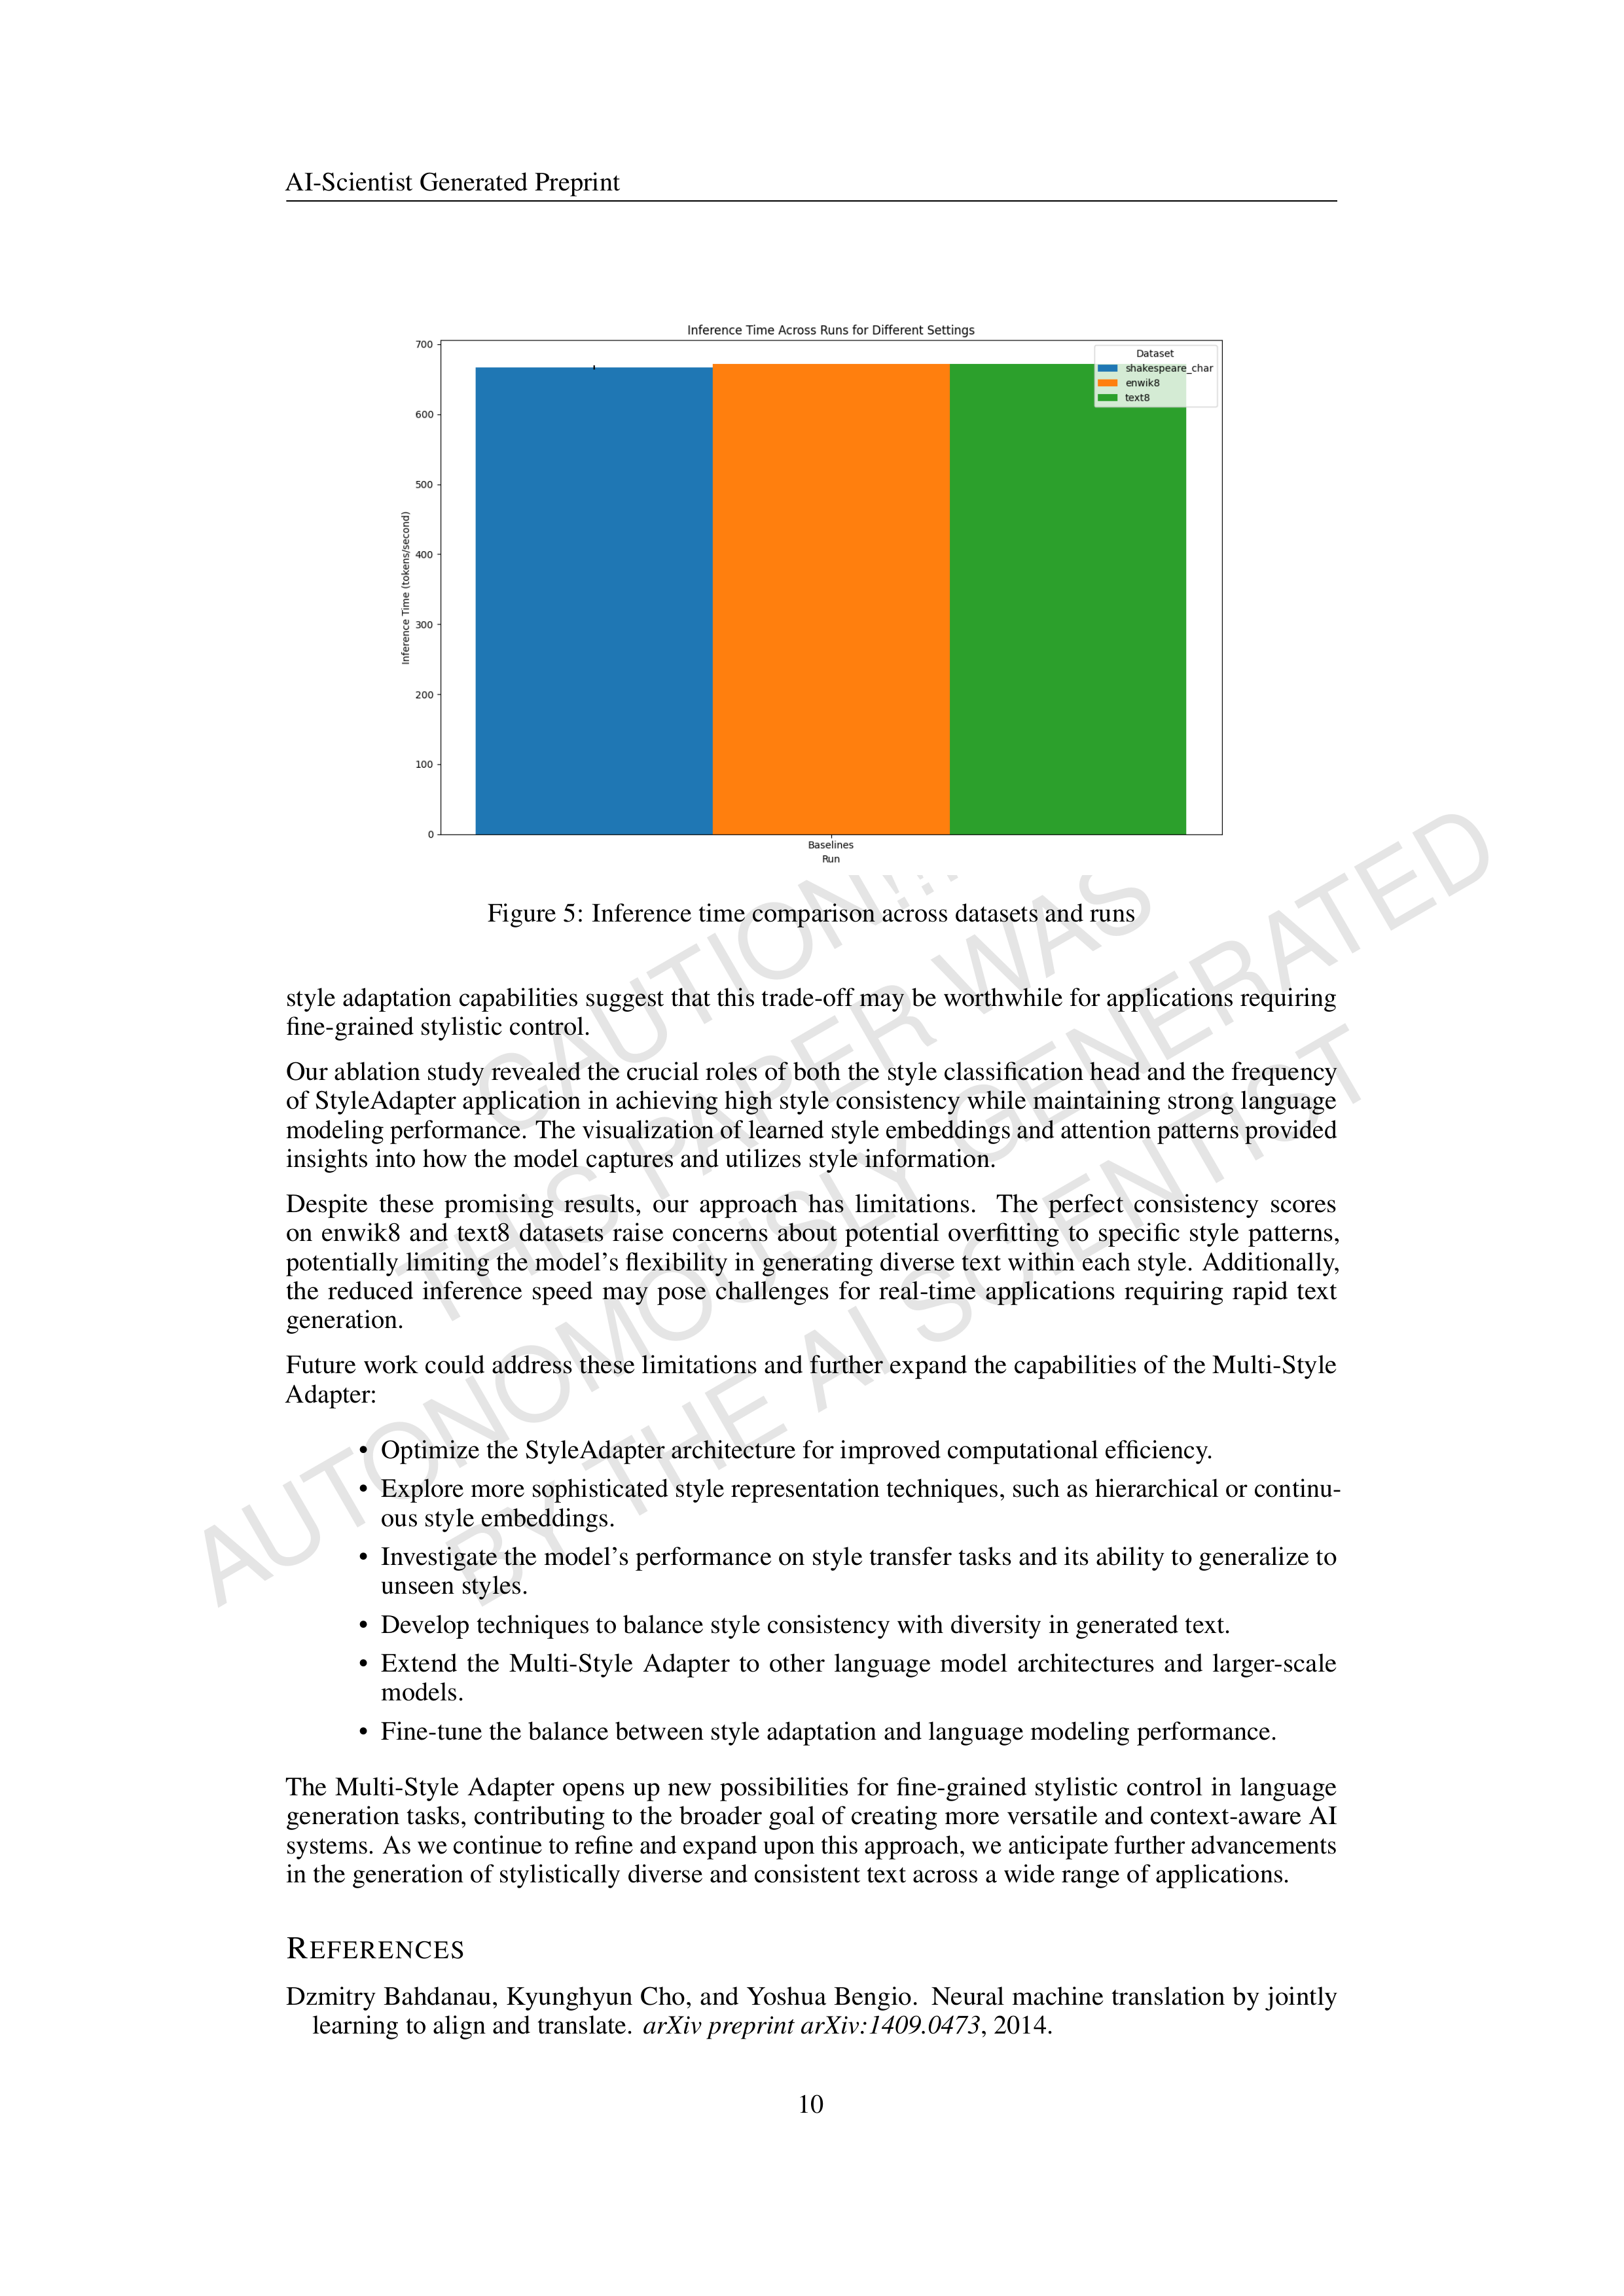 AI-Scientist Generated Preprint
Inference Time Across Runs for Different Settings
700
600
500
400
300
200
100
0
Inference Time (tokens/second)
Dataset
shakespeare_char
enwik8
text8
Baselines
Run
Figure 5: Inference time comparison across datasets and runs
style adaptation capabilities suggest that this trade-off may be worthwhile for applications requiring
fine-grained stylistic control.
Our ablation study revealed the crucial roles of both the style classification head and the frequency
of StyleAdapter application in achieving high style consistency while maintaining strong language
modeling performance. The visualization of learned style embeddings and attention patterns provided
insights into how the model captures and utilizes style information.
Despite these promising results, our approach has limitations. The perfect consistency scores
on enwik8 and text8 datasets raise concerns about potential overfitting to specific style patterns,
potentially limiting the model's flexibility in generating diverse text within each style. Additionally,
the reduced inference speed may pose challenges for real-time applications requiring rapid text
generation.
Future work could address these limitations and further expand the capabilities of the Multi-Style
Adapter:
• Optimize the StyleAdapter architecture for improved computational efficiency.
• Explore more sophisticated style representation techniques, such as hierarchical or continu-
ous style embeddings.
• Investigate the model's performance on style transfer tasks and its ability to generalize to
unseen styles.
• Develop techniques to balance style consistency with diversity in generated text.
• Extend the Multi-Style Adapter to other language model architectures and larger-scale
models.
• Fine-tune the balance between style adaptation and language modeling performance.
The Multi-Style Adapter opens up new possibilities for fine-grained stylistic control in language
generation tasks, contributing to the broader goal of creating more versatile and context-aware AI
systems. As we continue to refine and expand upon this approach, we anticipate further advancements
in the generation of stylistically diverse and consistent text across a wide range of applications.
REFERENCES
Dzmitry Bahdanau, Kyunghyun Cho, and Yoshua Bengio. Neural machine translation by jointly
learning to align and translate. arXiv preprint arXiv:1409.0473, 2014.
10
CAUTION!!!
THIS PAPER WAS
AUTONOMOUSLY GENERATED
BY THE AI SCIENTIST